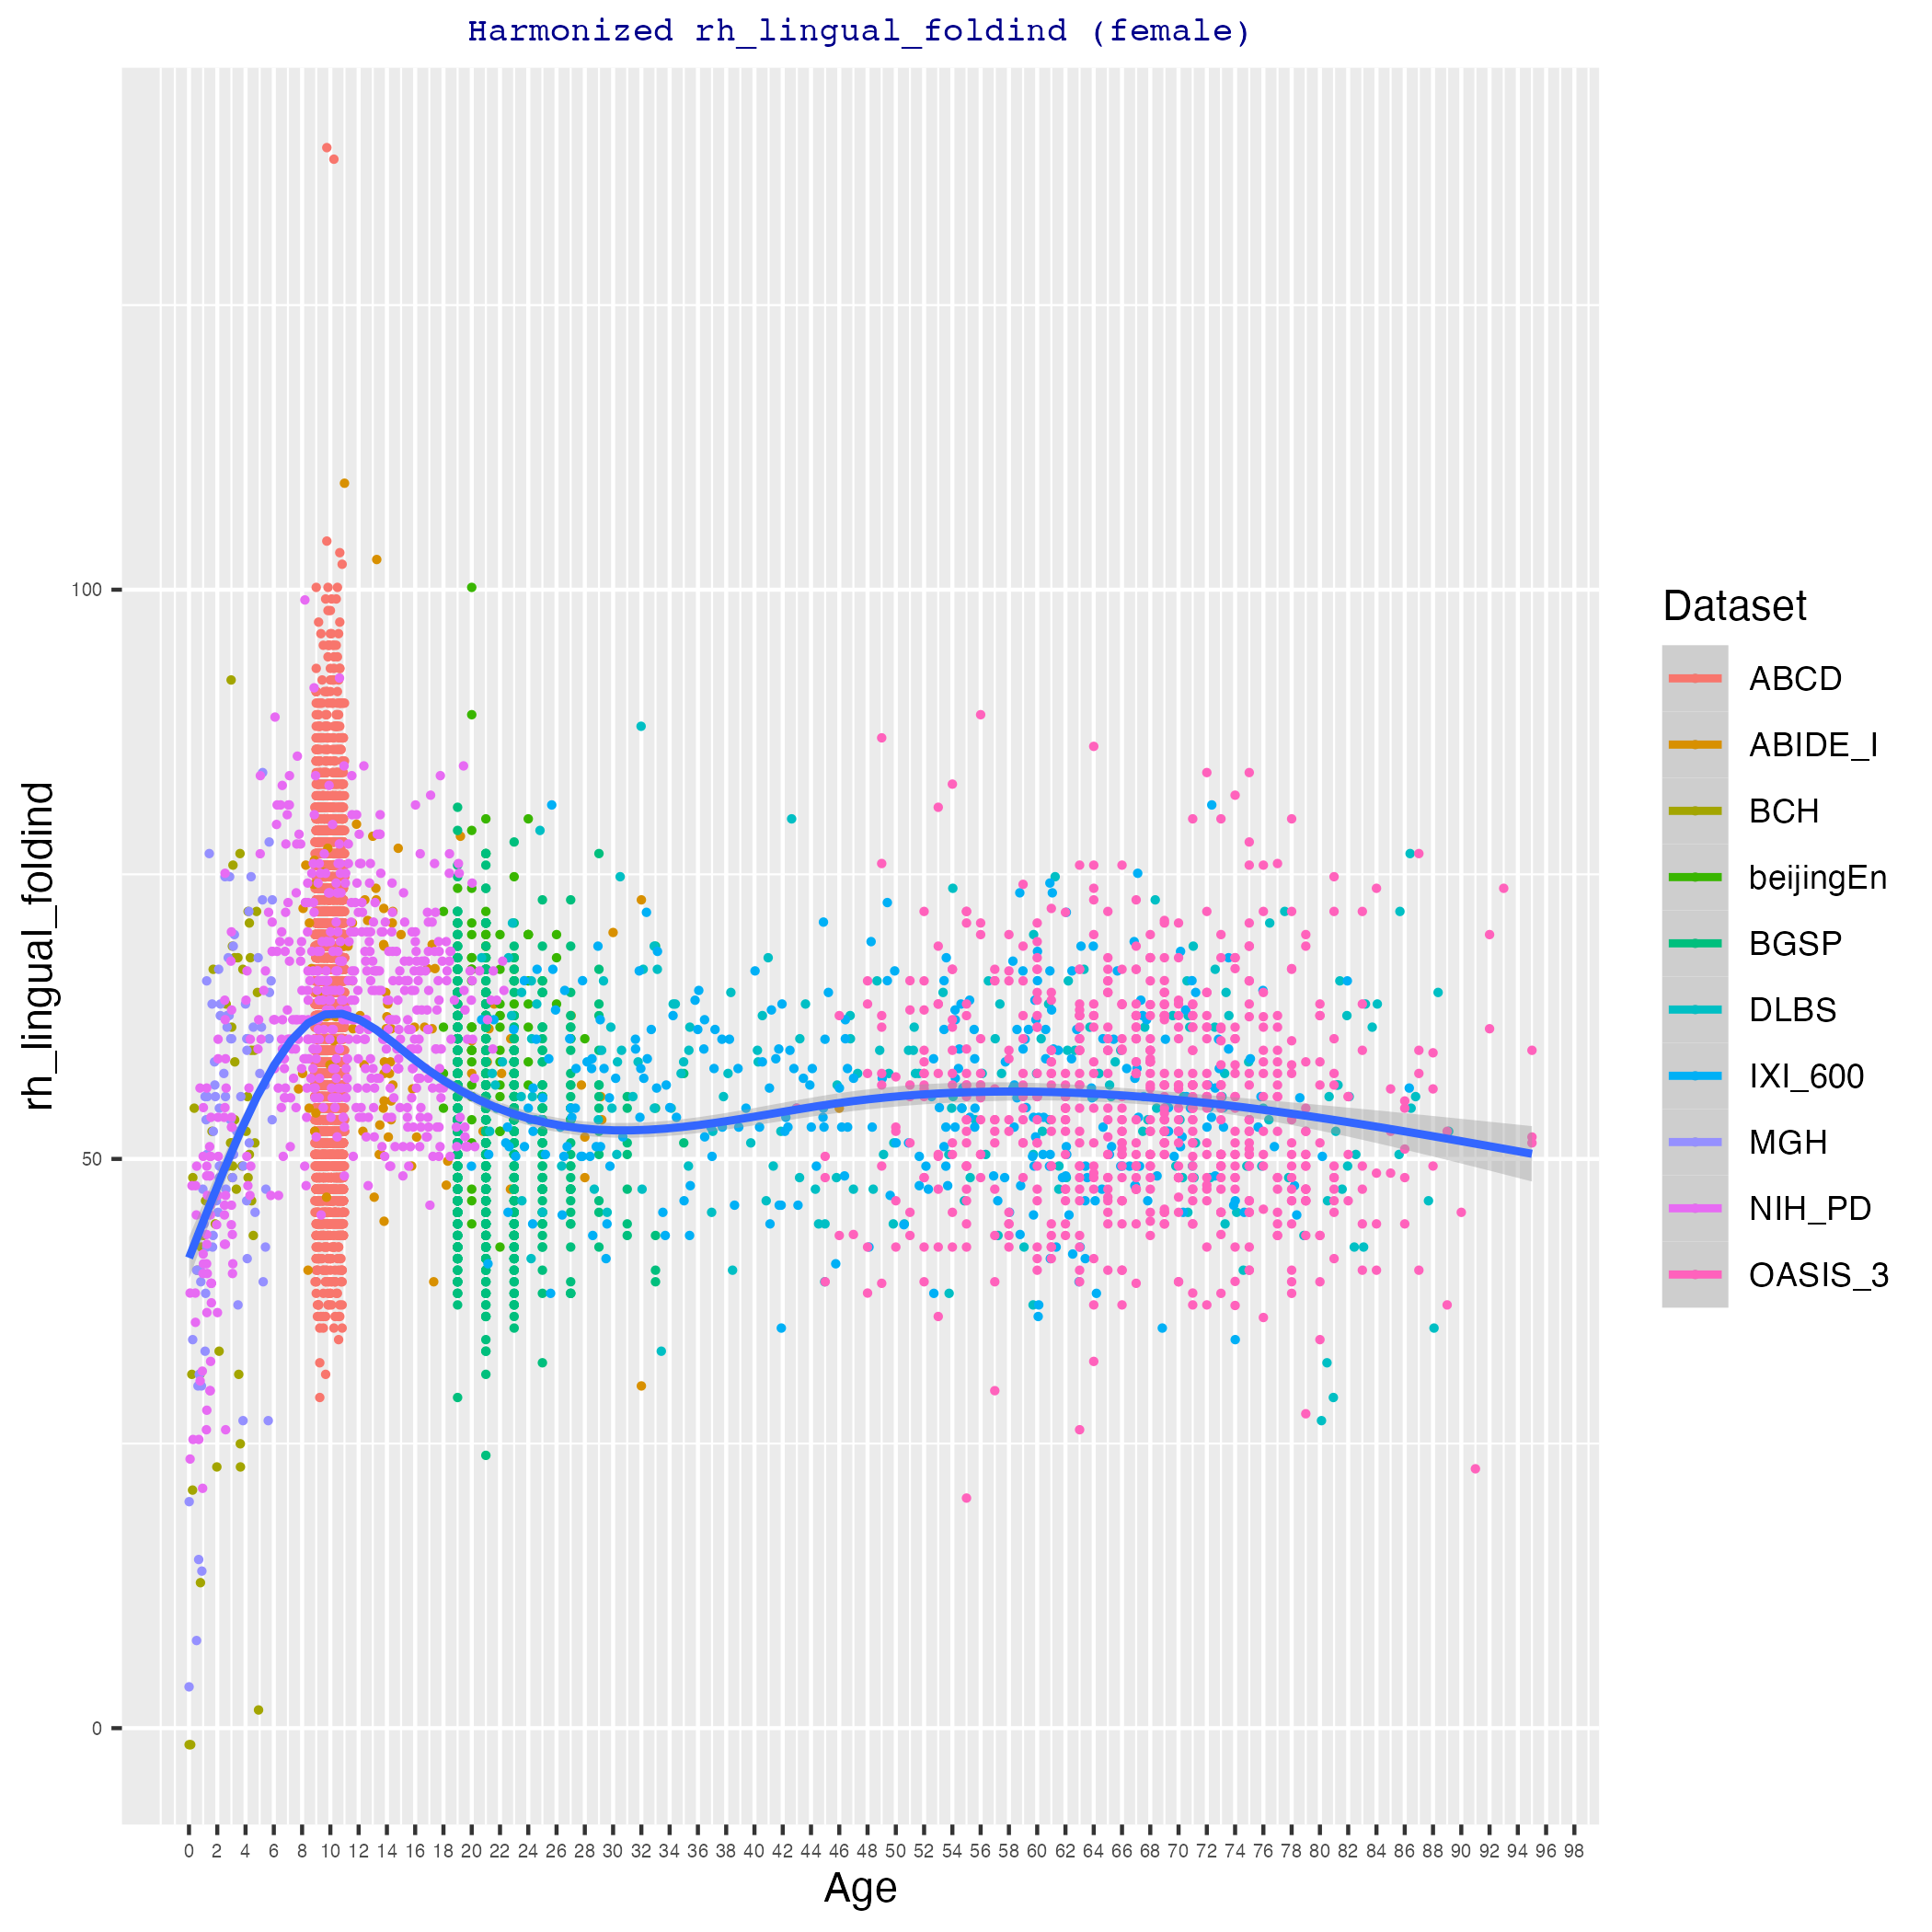 Harmonized rh_lingual_foldind (female)
rh_lingual_foldind
100
50
0
0 2 4 6 8 10 12 14 16 18 20 22 24 26 28 30 32 34 36 38 40 42 44 46 48 50 52 54 56 58 60 62 64 66 68 70 72 74 76 78 80 82 84 86 88 90 92 94 96 98
Age
Dataset
ABCD
ABIDE_I
BCH
beijingEn
BGSP
DLBS
IXI_600
MGH
NIH_PD
OASIS_3